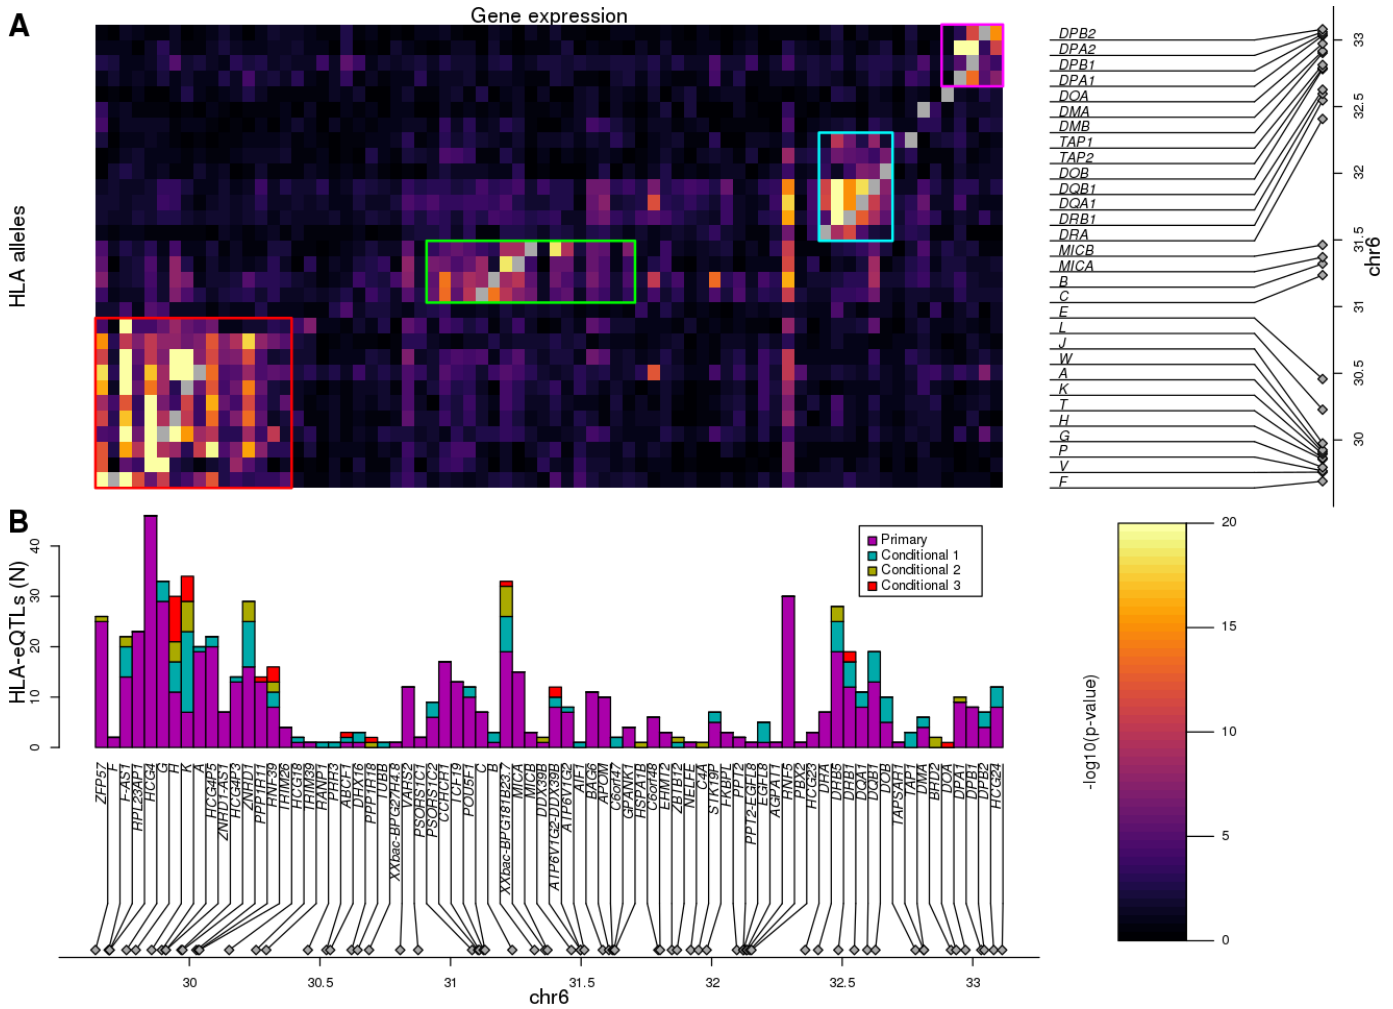 A
Gene expression
HLA alleles
DPB2
DPA2
DPB1
DPA1
DOA
DMA
DMB
TAP1
TAP2
DOB
DQB1
DQA1
DRB1
DRA
MICB
MICA
B
C
E
L
J
W
A
K
T
H
G
P
V
F
33
32.5
32
31.5
31
30.5
30
chr6
B
HLA-eQTLs (N)
40
30
20
10
0
Primary
Conditional 1
Conditional 2
Conditional 3
ZFP57
F
F-AS1
RPL23AP1
HCG4
G
H
K
A
HCG4P5
ZNRD1-AS1
HCG4P3
ZNRD1
PPP1R11
RNF39
TRIM26
HCG18
TRIM39
RANP1
PRR3
ABCF1
DHX16
PPP1R18
TUBB
XXbac-BPG27H4.8
VARS2
PSORS1C1
PSORS1C2
CCHCR1
TCF19
POU5F1
C
B
XXbac-BPG181B23.7
MICA
MICB
DDX39B
ATP6V1G2-DDX39B
ATP6V1G2
AIF1
BAG6
APOM
C6orf47
GPANK1
HSPA1B
C6orf48
EHMT2
ZBTB12
NELFE
C4A
STK19P
FKBPL
PPT2
PPT2-EGFL8
EGFL8
AGPAT1
RNF5
PBX2
HCG23
DRA
DRB5
DRB1
DQA1
DQB1
DOB
TAPSAR1
TAP1
DMA
BRD2
DOA
DPA1
DPB1
DPB2
HCG24
30
30.5
31
31.5
32
32.5
33
chr6
-log10(p-value)
20
15
10
5
0